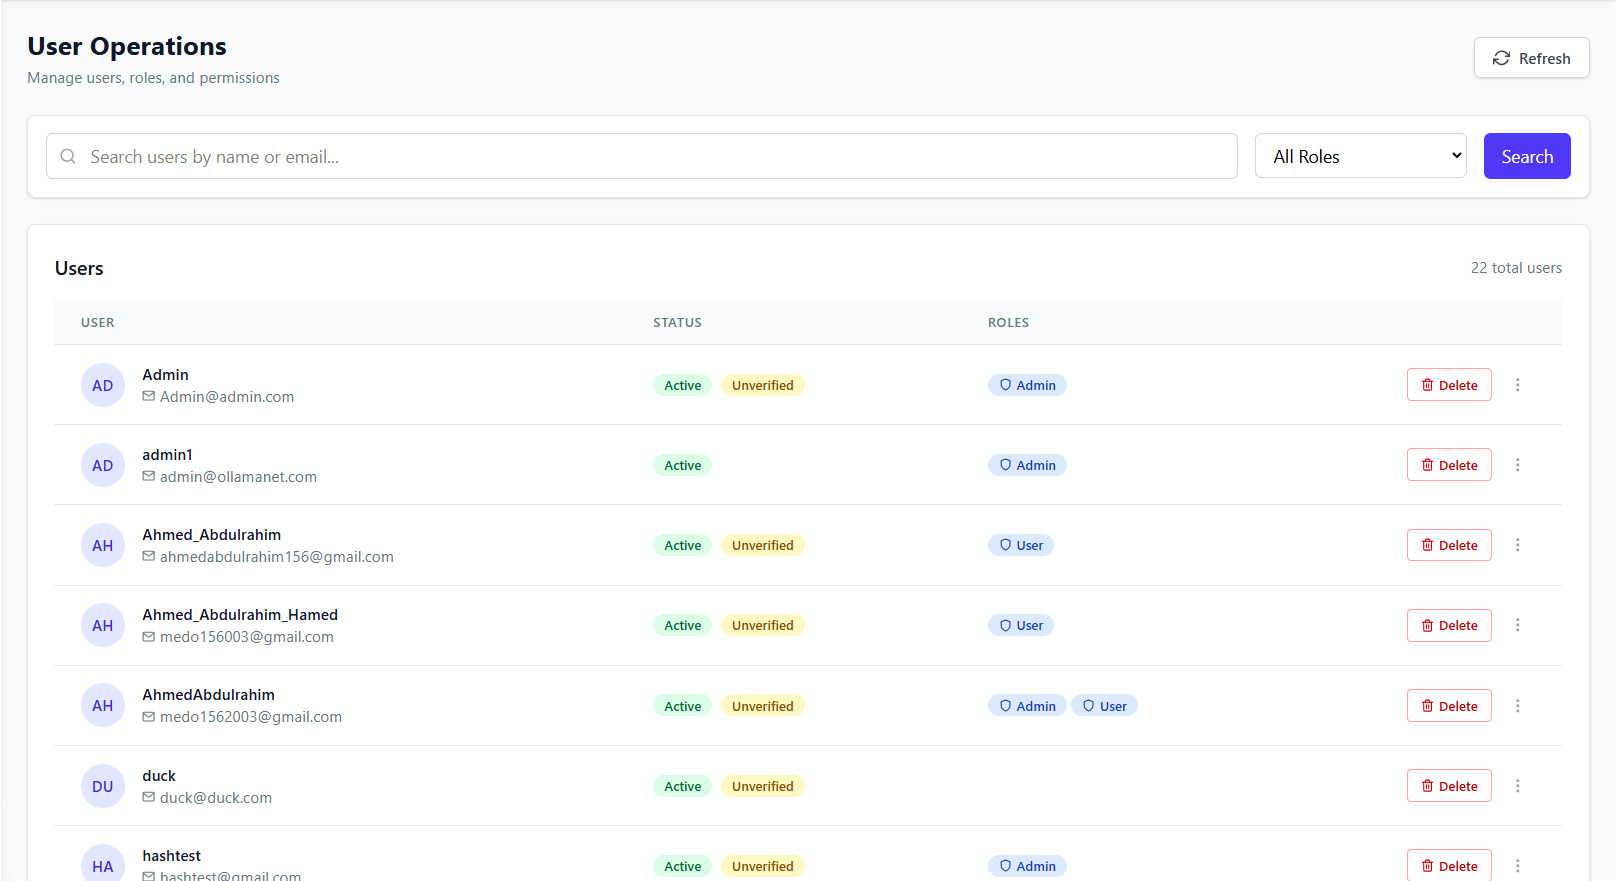 User Operations
Manage users, roles, and permissions
Refresh
Search users by name or email...
All Roles
Search
Users
22 total users
USER STATUS ROLES
AD Admin Active Unverified Admin Delete
Admin@admin.com
AD admin1 Active Admin Delete
admin@ollamanet.com
AH Ahmed_Abdulrahim Active Unverified User Delete
ahmedabdulrahim156@gmail.com
AH Ahmed_Abdulrahim_Hamed Active Unverified User Delete
medo156003@gmail.com
AH AhmedAbdulrahim Active Unverified Admin User Delete
medo1562003@gmail.com
DU duck Active Unverified Delete
duck@duck.com
HA hashtest Active Unverified Admin Delete
hashtest@gmail.com